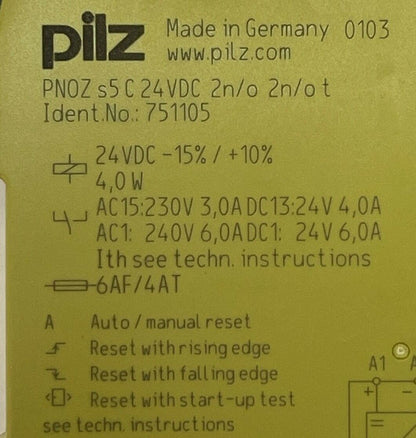 pilz Made in Germany 0103
www.pilz.com
PNOZ s5 C 24VDC 2n/o 2n/o t
Ident.No.: 751105
24VDC -15% / +10%
4,0W
AC15:230V 3,0A DC13:24V 4,0A
AC1: 240V 6,0A DC1: 24V 6,0A
Ith see techn. instructions
6AF/4AT
A Auto / manual reset
Reset with rising edge
Reset with falling edge
Reset with start-up test
see techn. instructions
A1
+ -